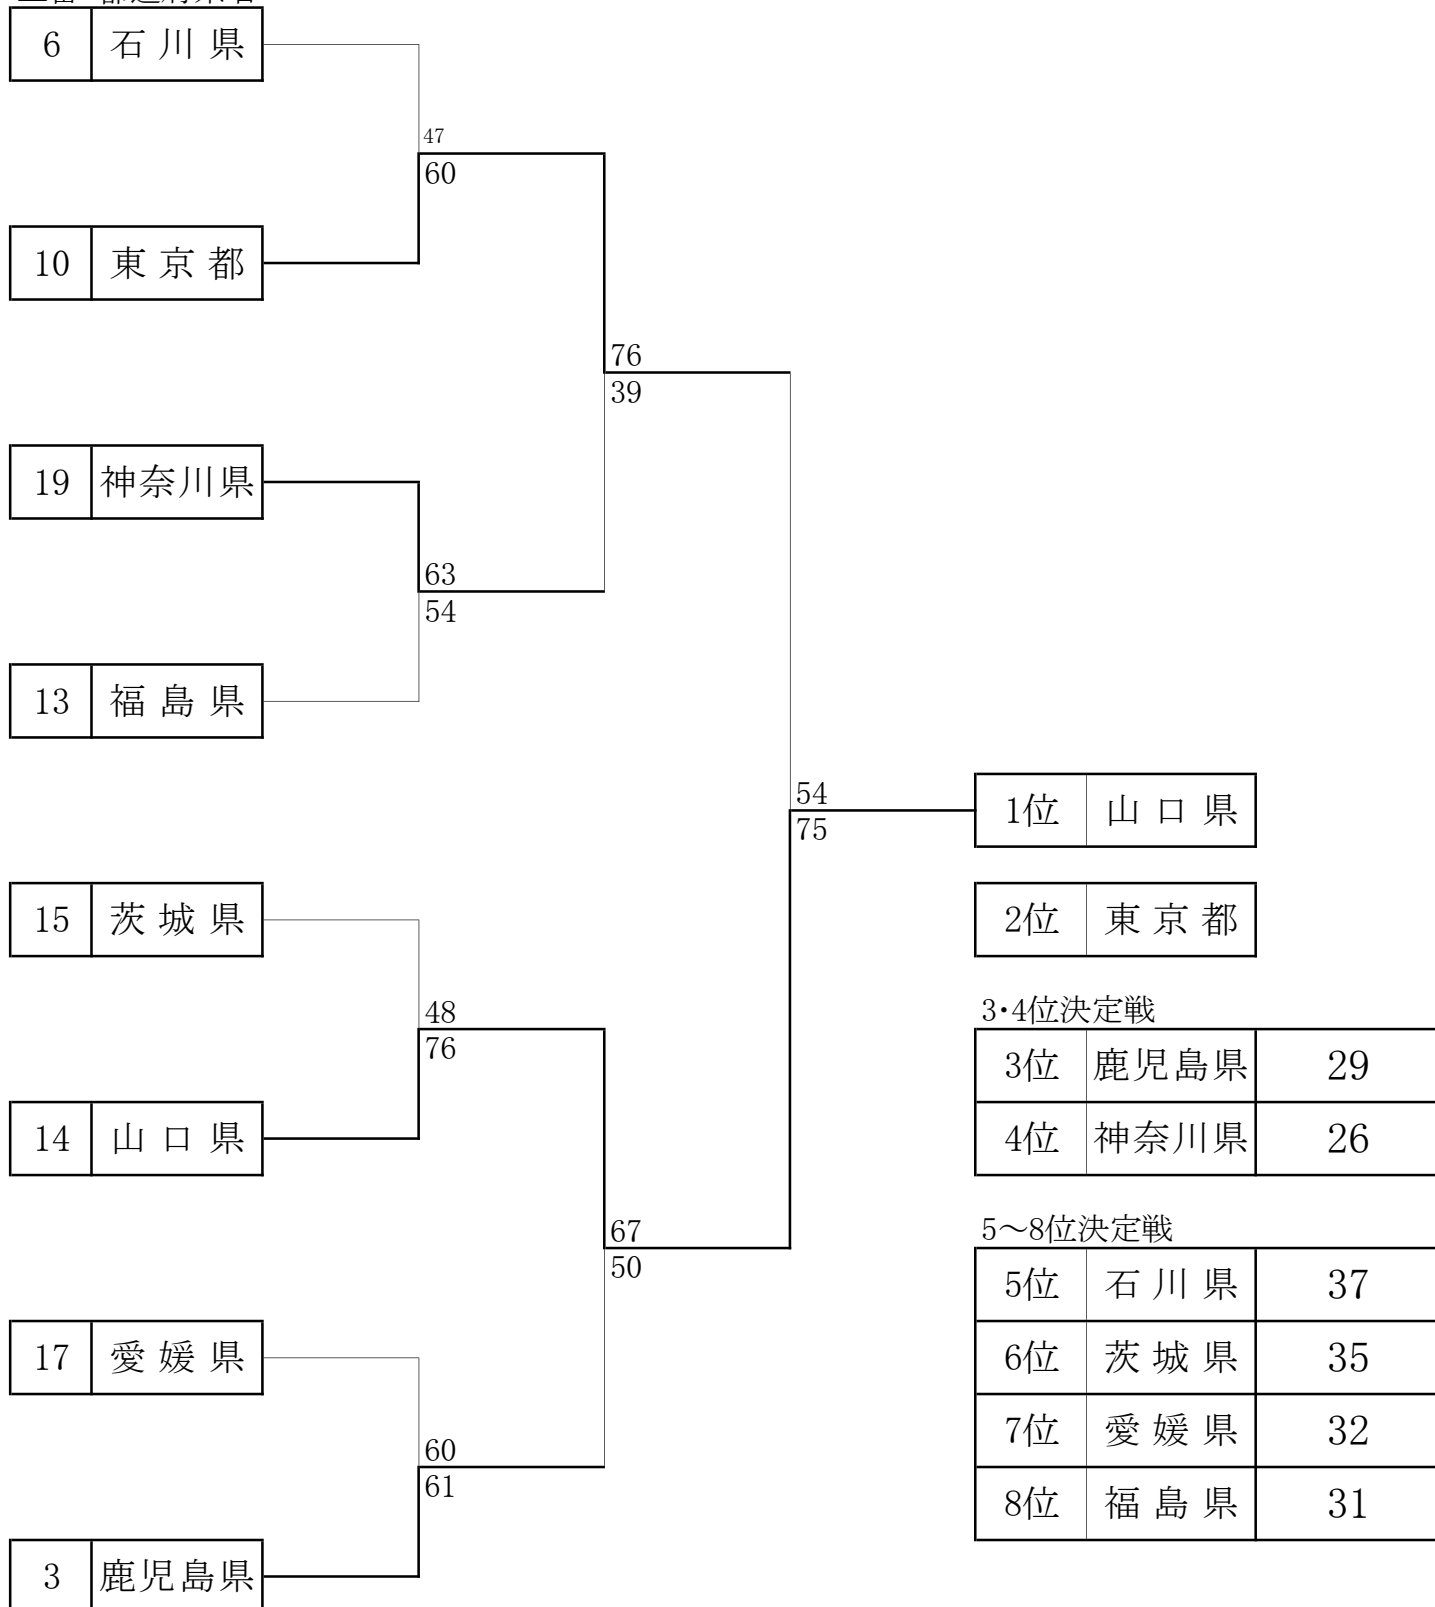 6 石川県
47
60
10 東京都
76
39
19 神奈川県
63
54
13 福島県
54
75
1位 山口県
15 茨城県
2位 東京都
48
76
3・4位決定戦
3位 鹿児島県 29
14 山口県
4位 神奈川県 26
67
50
5～8位決定戦
5位 石川県 37
17 愛媛県
6位 茨城県 35
60
61
7位 愛媛県 32
8位 福島県 31
3 鹿児島県